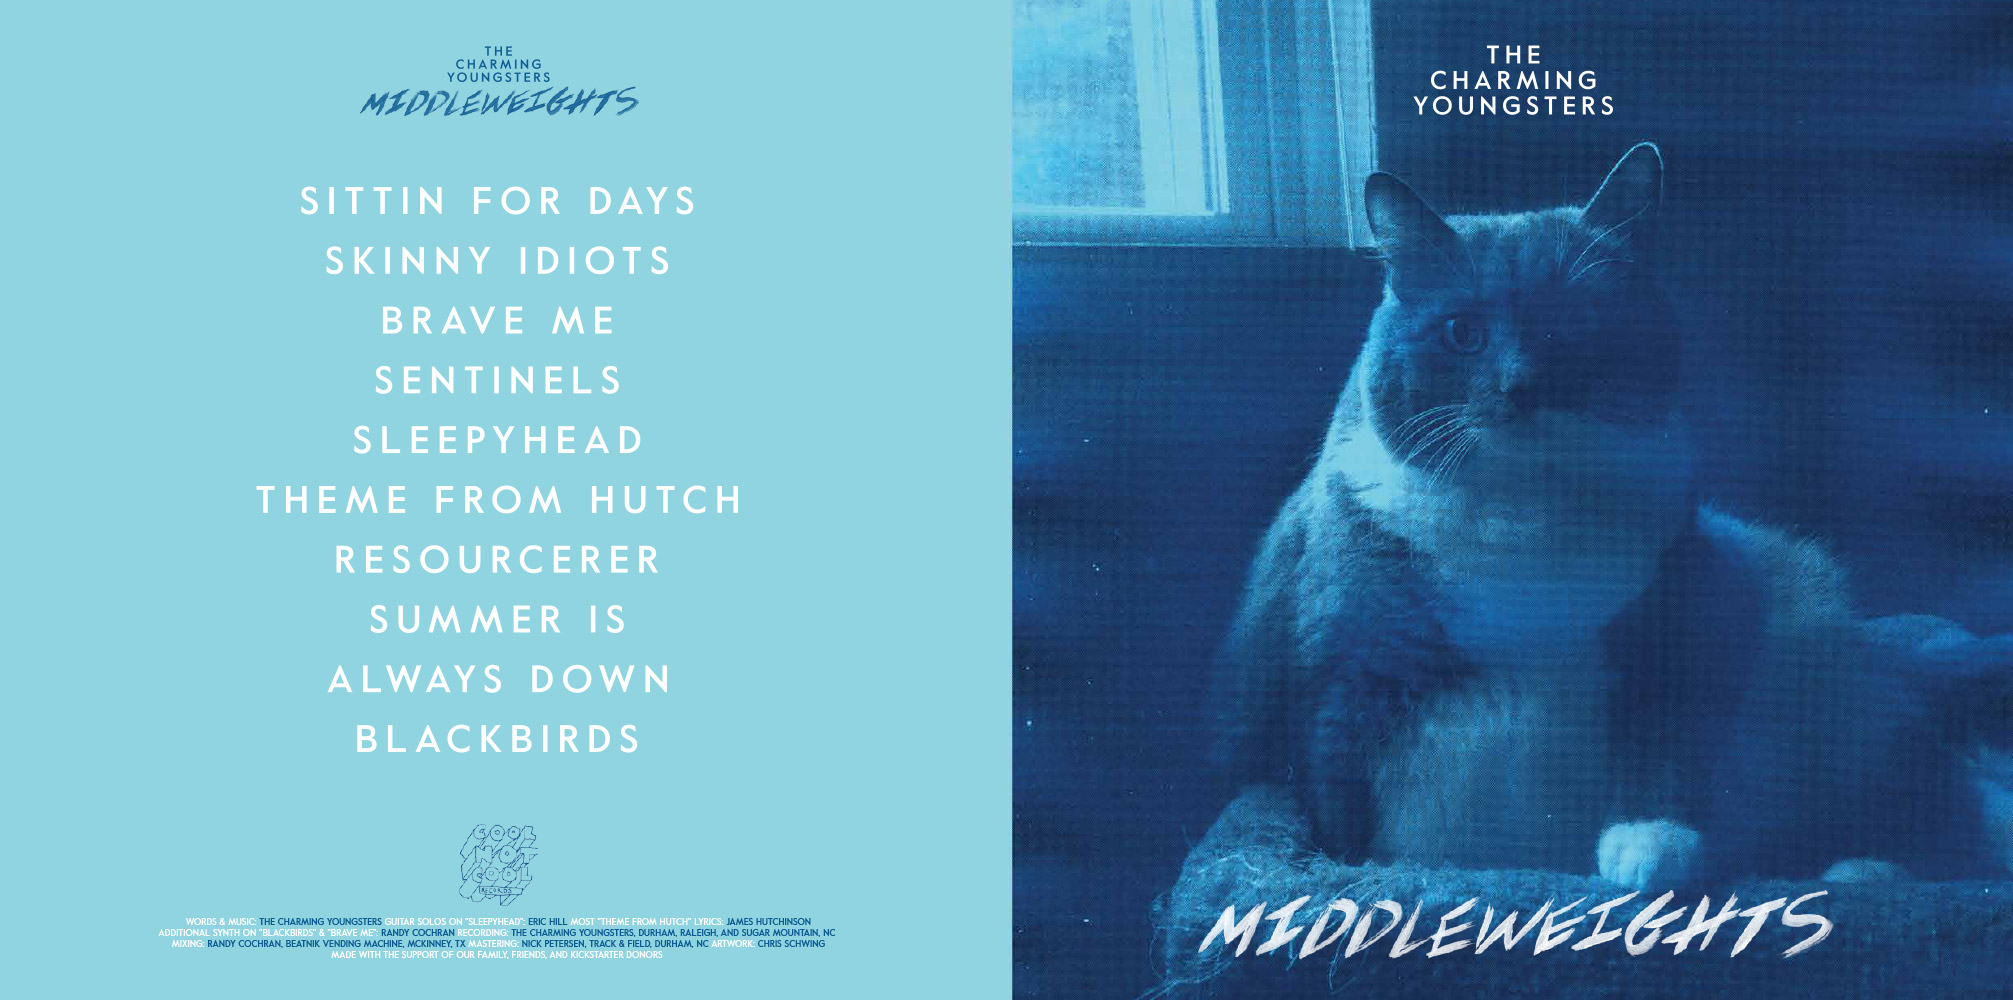 THE
CHARMING
YOUNGSTERS
MIDDLEWEIGHTS
SITTIN FOR DAYS
SKINNY IDIOTS
BRAVE ME
SENTINELS
SLEEPYHEAD
THEME FROM HUTCH
RESOURCERER
SUMMER IS
ALWAYS DOWN
BLACKBIRDS
COOL
NOT
COOL
RECORDS
WORDS & MUSIC: THE CHARMING YOUNGSTERS GUITAR SOLOS ON "SLEEPYHEAD": ERIC HILL MOST "THEME FROM HUTCH" LYRICS: JAMES HUTCHINSON
ADDITIONAL SYNTH ON "BLACKBIRDS" & "BRAVE ME": RANDY COCHRAN RECORDING: THE CHARMING YOUNGSTERS, DURHAM, RALEIGH, AND SUGAR MOUNTAIN, NC
MIXING: RANDY COCHRAN, BEATNIK VENDING MACHINE, MCKINNEY, TX MASTERING: NICK PETERSEN, TRACK & FIELD, DURHAM, NC ARTWORK: CHRIS SCHWING
MADE WITH THE SUPPORT OF OUR FAMILY, FRIENDS, AND KICKSTARTER DONORS
THE
CHARMING
YOUNGSTERS
MIDDLEWEIGHTS